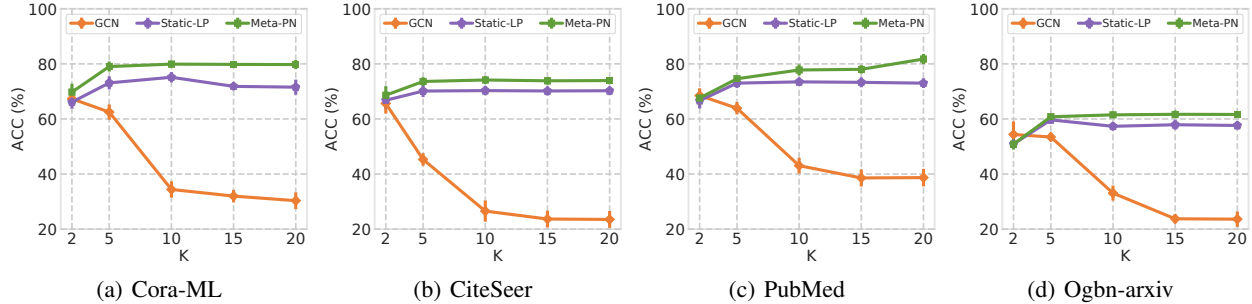 GCN Static-LP Meta-PN
100
80
60
40
20
ACC (%)
2 5 10 15 20
K
(a) Cora-ML
GCN Static-LP Meta-PN
100
80
60
40
20
ACC (%)
2 5 10 15 20
K
(b) CiteSeer
GCN Static-LP Meta-PN
100
80
60
40
20
ACC (%)
2 5 10 15 20
K
(c) PubMed
GCN Static-LP Meta-PN
100
80
60
40
20
ACC (%)
2 5 10 15 20
K
(d) Ogbn-arxiv